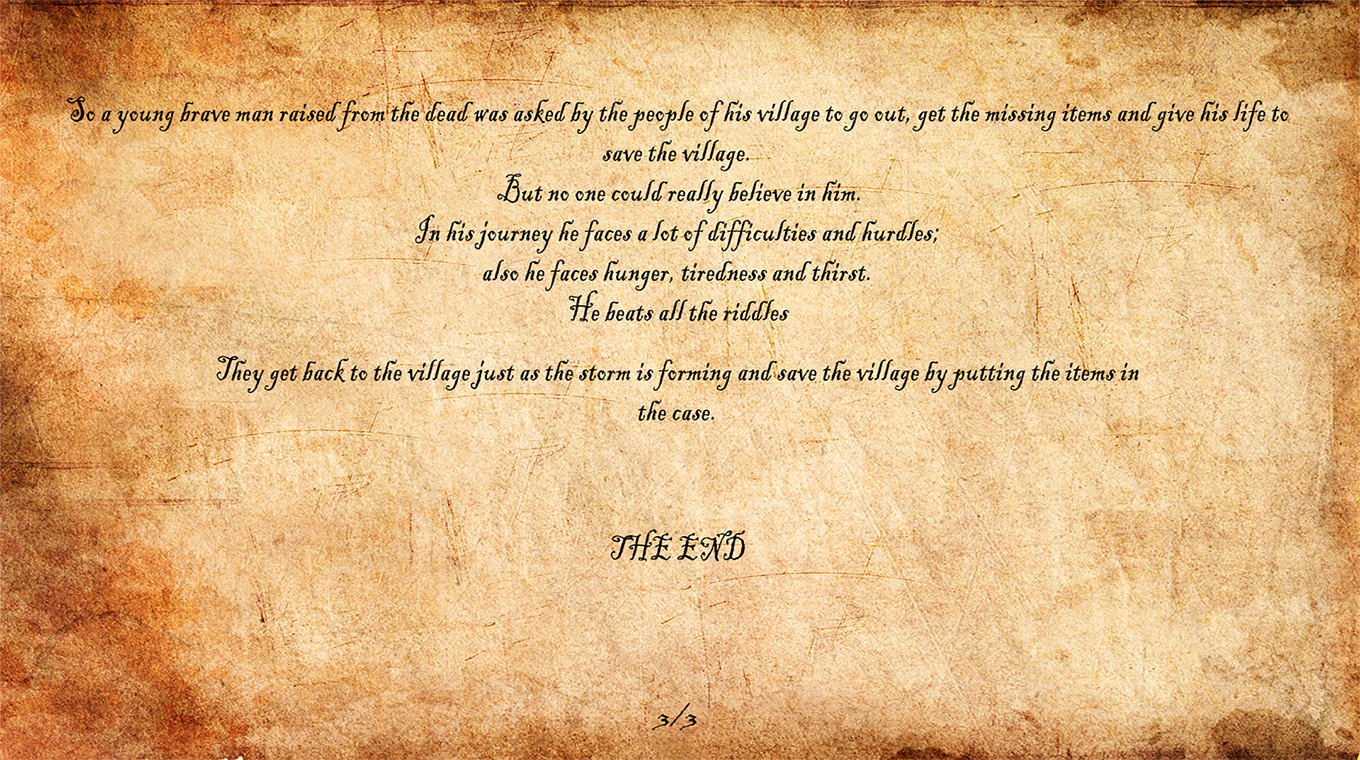 So a young brave man raised from the dead was asked by the people of his village to go out, get the missing items and give his life to
save the village.
But no one could really believe in him.
In his journey he faces a lot of difficulties and hurdles;
also he faces hunger, tiredness and thirst.
He beats all the riddles
They get back to the village just as the storm is forming and save the village by putting the items in
the case.
THE END
3/3